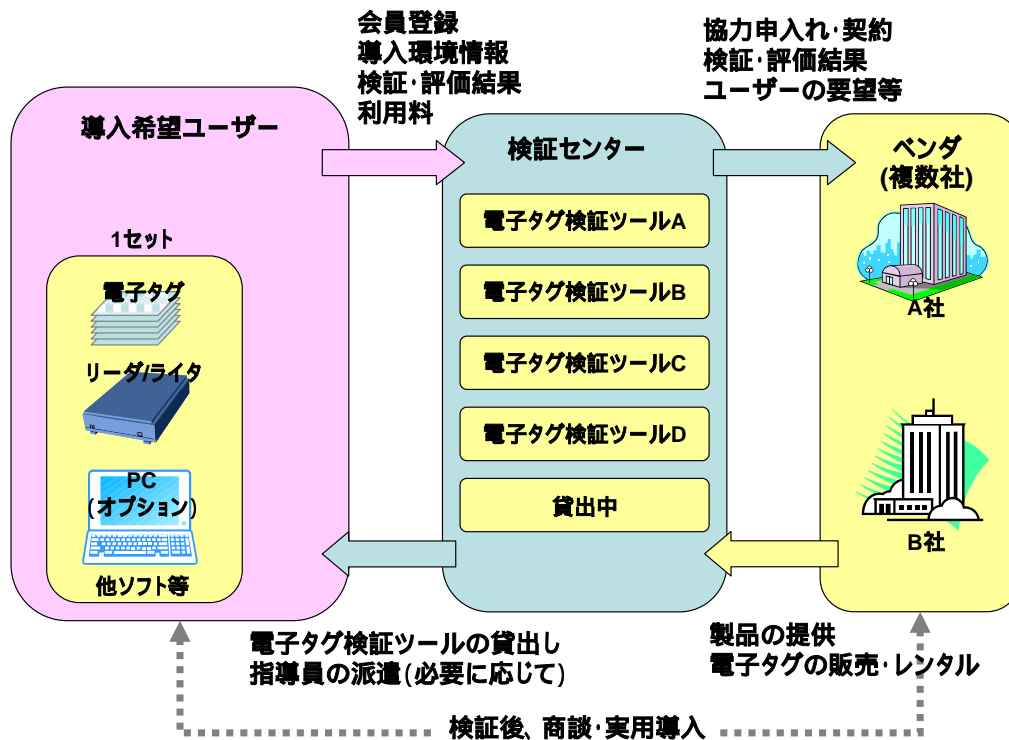 会員登録
導入環境情報
検証・評価結果
利用料
協力申入れ・契約
検証・評価結果
ユーザーの要望等
導入希望ユーザー
1セット
電子タグ
リーダ/ライタ
PC
(オプション)
他ソフト等
検証センター
電子タグ検証ツールA
電子タグ検証ツールB
電子タグ検証ツールC
電子タグ検証ツールD
貸出中
ベンダ
(複数社)
A社
B社
電子タグ検証ツールの貸出し
指導員の派遣(必要に応じて)
製品の提供
電子タグの販売・レンタル
検証後、商談・実用導入